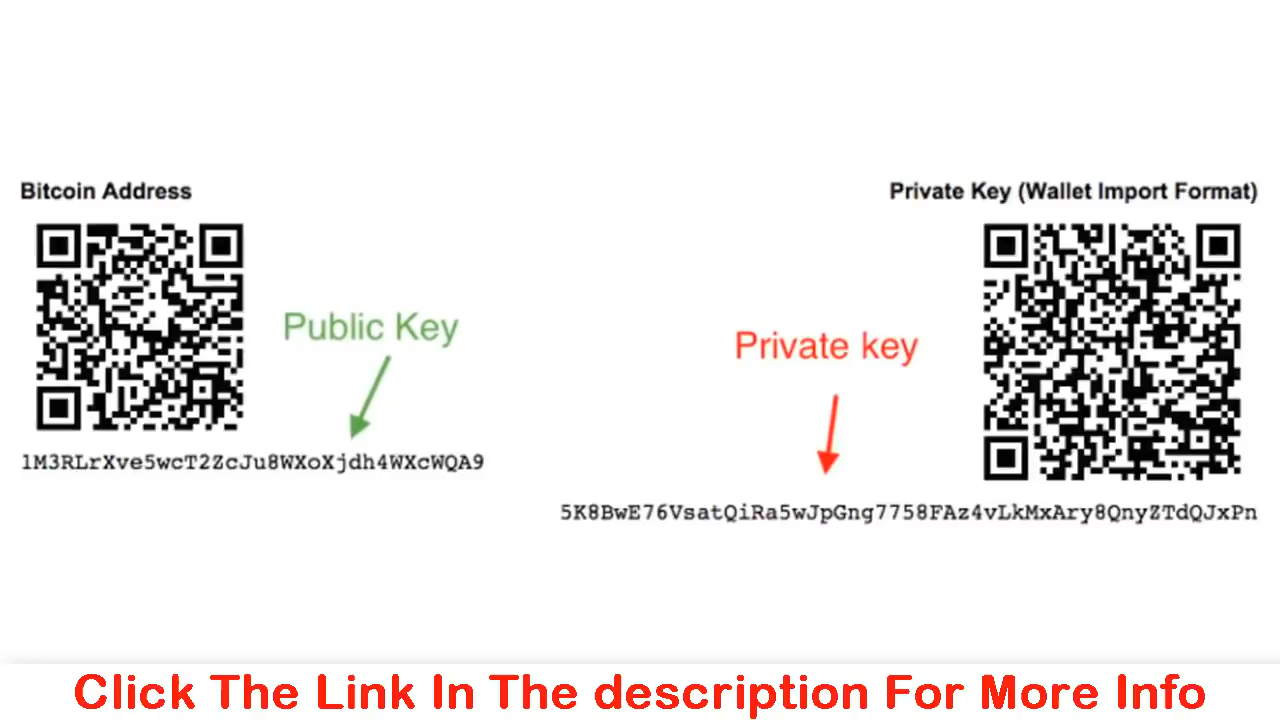 Bitcoin Address
Private Key (Wallet Import Format)
Public Key
Private key
1M3RLrXve5wcT2ZcJu8WXoXjdh4WXcWQA9
5K8BwE76VsatQiRa5wJpGng7758FAz4vLkMxAry8QnyZTdQJxPn
Click The Link In The description For More Info